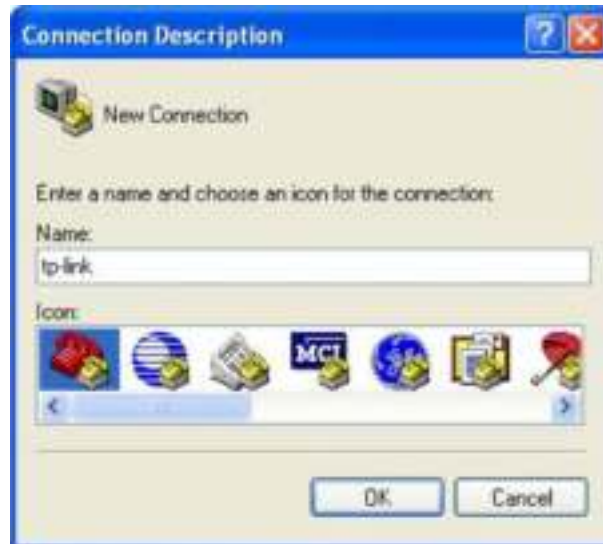 Connection Description
New Connection
Enter a name and choose an icon for the connection:
Name:
tp-link
Icon:
MCI
OK
Cancel